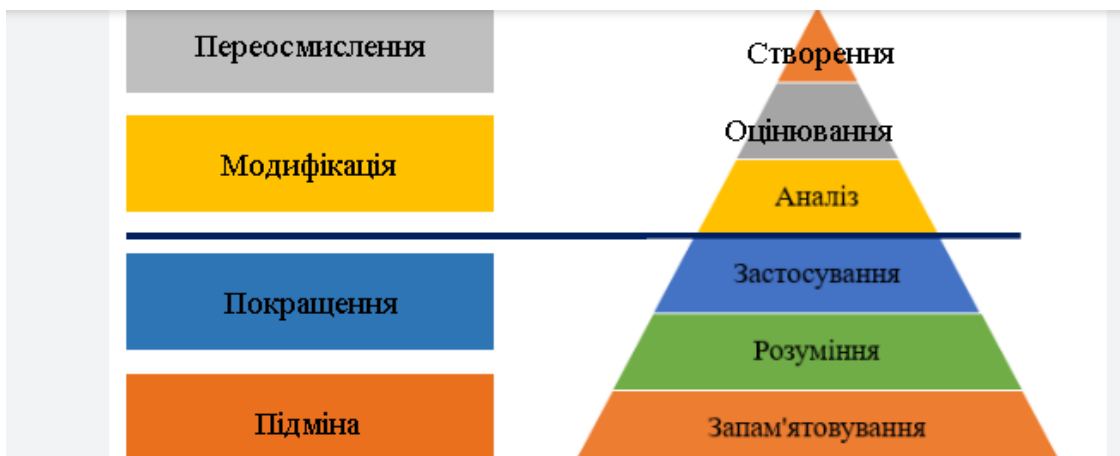 Переосмислення
Модифікація
Покращення
Підміна
Створення
Оцінювання
Аналіз
Застосування
Розуміння
Запам'ятовування